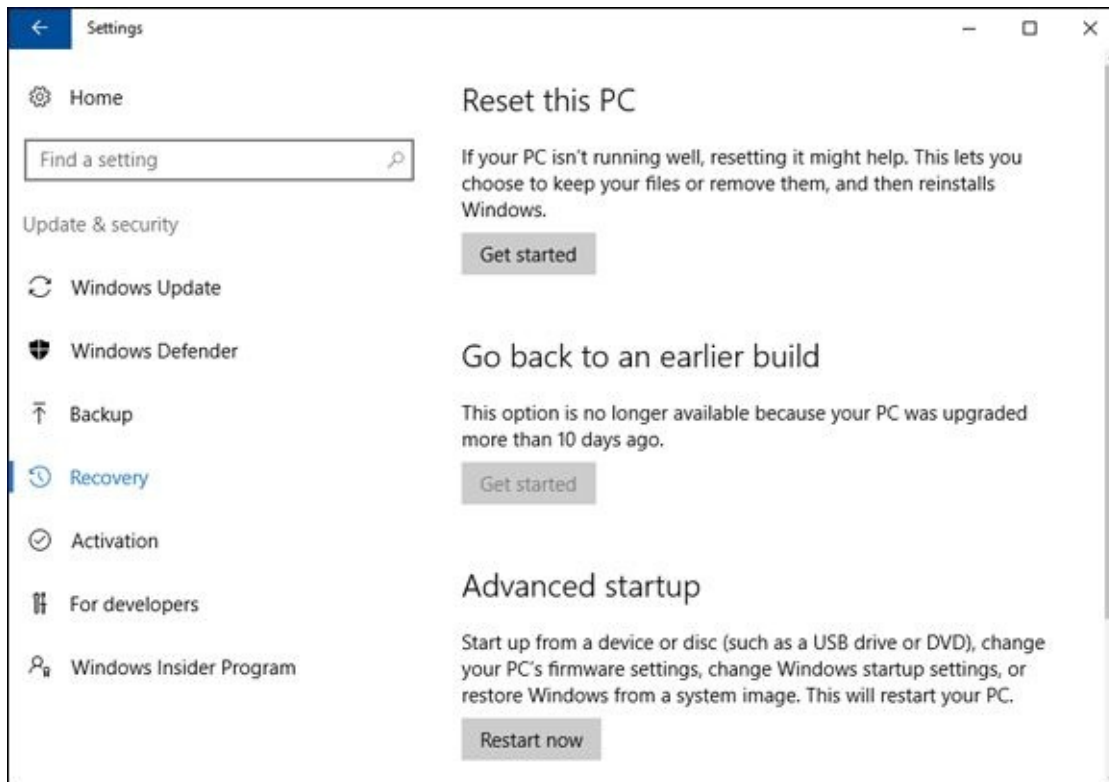 Settings
Home
Find a setting
Update & security
Windows Update
Windows Defender
Backup
Recovery
Activation
For developers
Windows Insider Program
Reset this PC
If your PC isn't running well, resetting it might help. This lets you
choose to keep your files or remove them, and then reinstalls
Windows.
Get started
Go back to an earlier build
This option is no longer available because your PC was upgraded
more than 10 days ago.
Get started
Advanced startup
Start up from a device or disc (such as a USB drive or DVD), change
your PC's firmware settings, change Windows startup settings, or
restore Windows from a system image. This will restart your PC.
Restart now